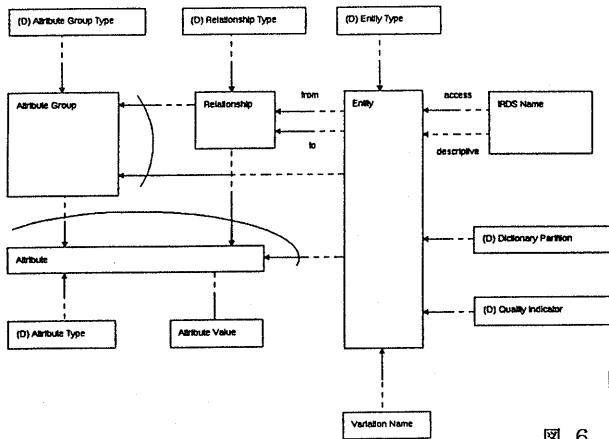 (D) Attribute Group Type
(D) Relationship Type
(D) Entity Type
Attribute Group
Relationship
from
Entity
access
IRDS Name
to
descriptive
Attribute
(D) Dictionary Partition
(D) Quality Indicator
(D) Attribute Type
Attribute Value
Variation Name
図 6